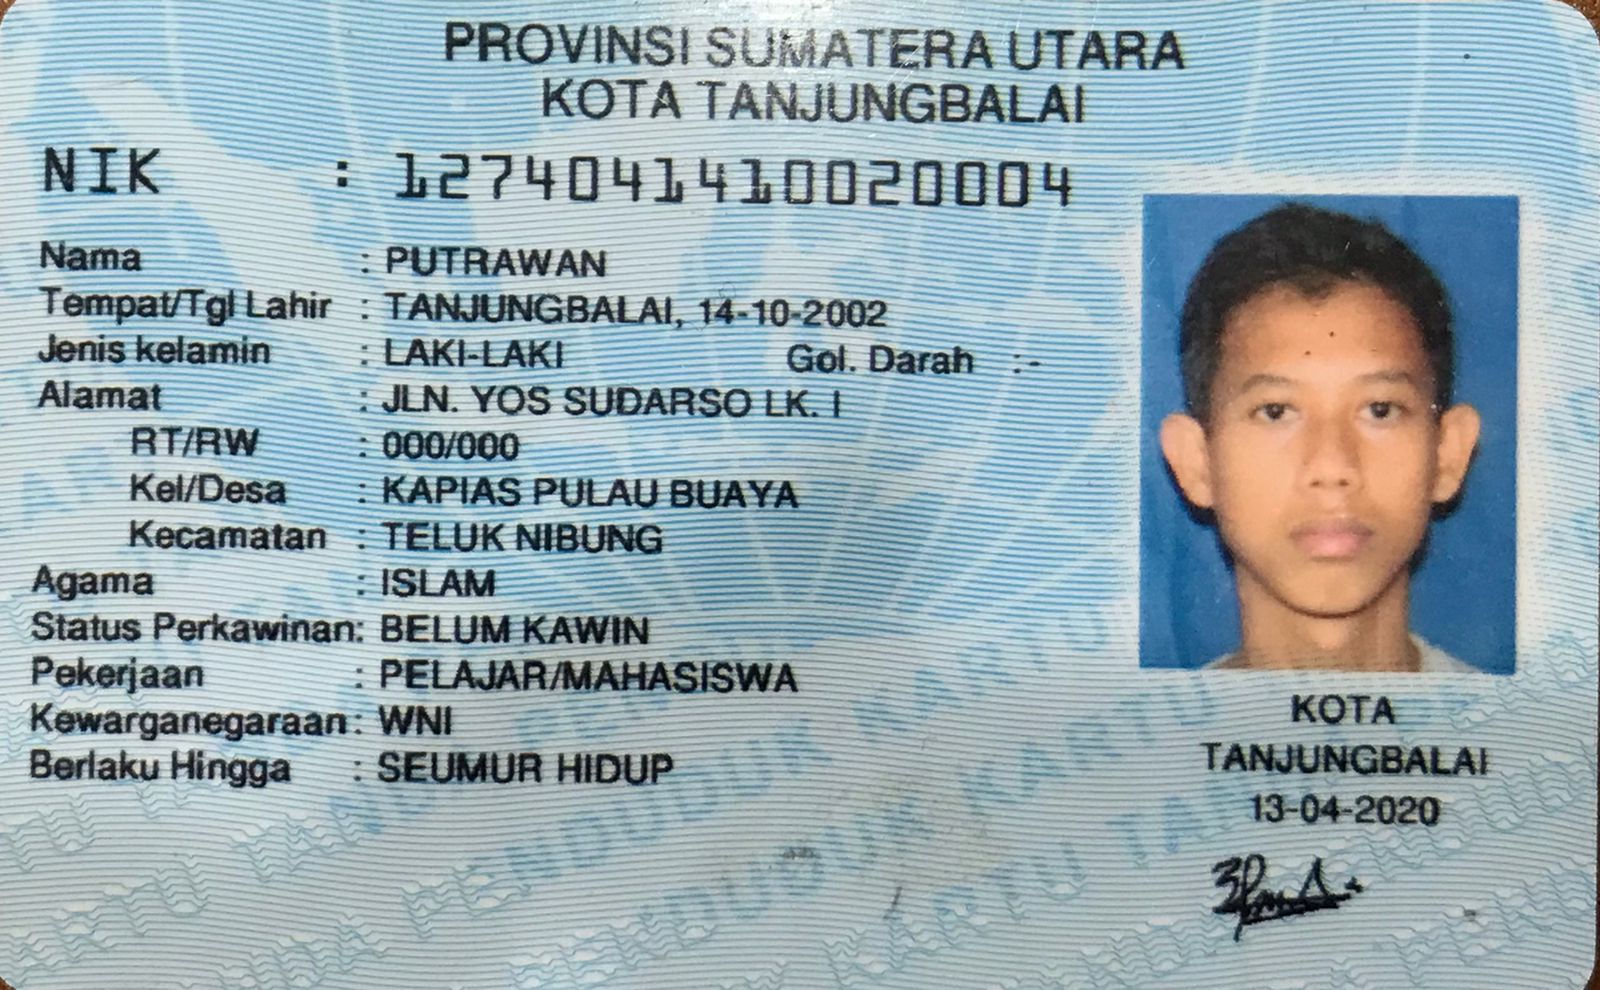 PROVINSI SUMATERA UTARA
KOTA TANJUNGBALAI
NIK : 1274041410020004
Nama : PUTRAWAN
Tempat/Tgl Lahir : TANJUNGBALAI, 14-10-2002
Jenis kelamin : LAKI-LAKI Gol. Darah :-
Alamat : JLN. YOS SUDARSO LK. I
RT/RW : 000/000
Kel/Desa : KAPIAS PULAU BUAYA
Kecamatan : TELUK NIBUNG
Agama : ISLAM
Status Perkawinan: BELUM KAWIN
Pekerjaan : PELAJAR/MAHASISWA
Kewarganegaraan: WNI
Berlaku Hingga : SEUMUR HIDUP
KOTA
TANJUNGBALAI
13-04-2020